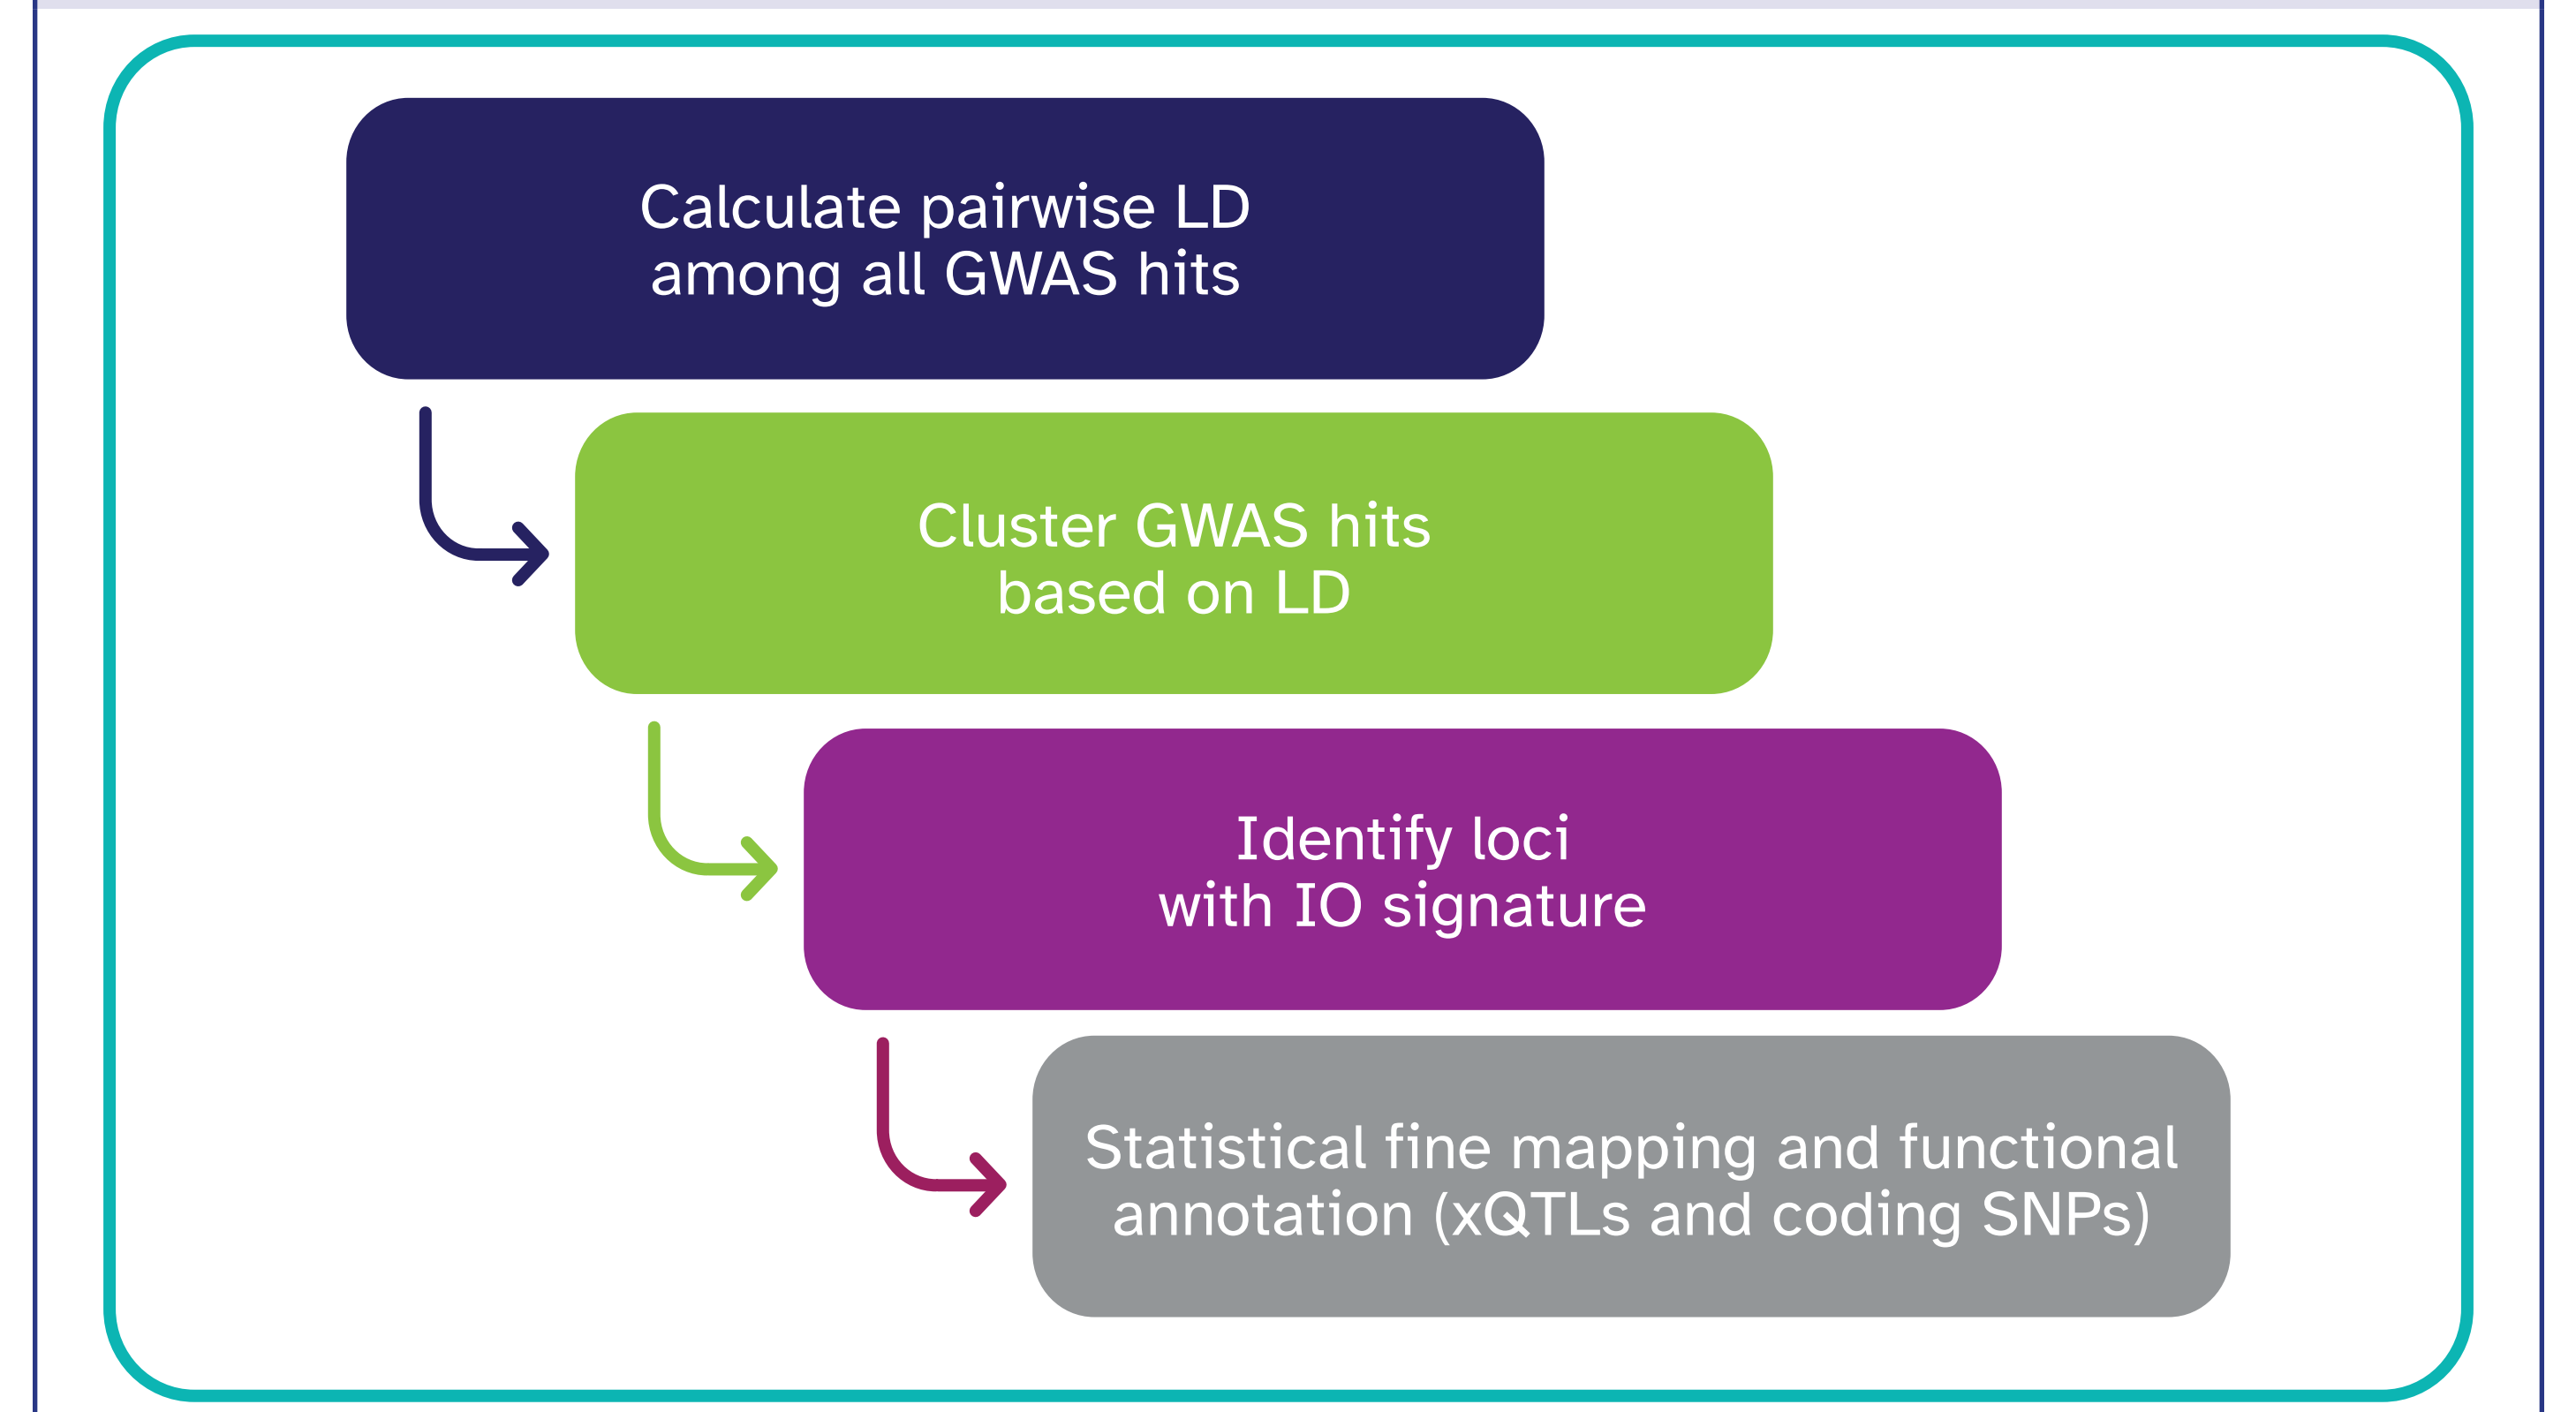 Calculate pairwise LD
among all GWAS hits
Cluster GWAS hits
based on LD
Identify loci
with IO signature
Statistical fine mapping and functional
annotation (xQTLs and coding SNPs)